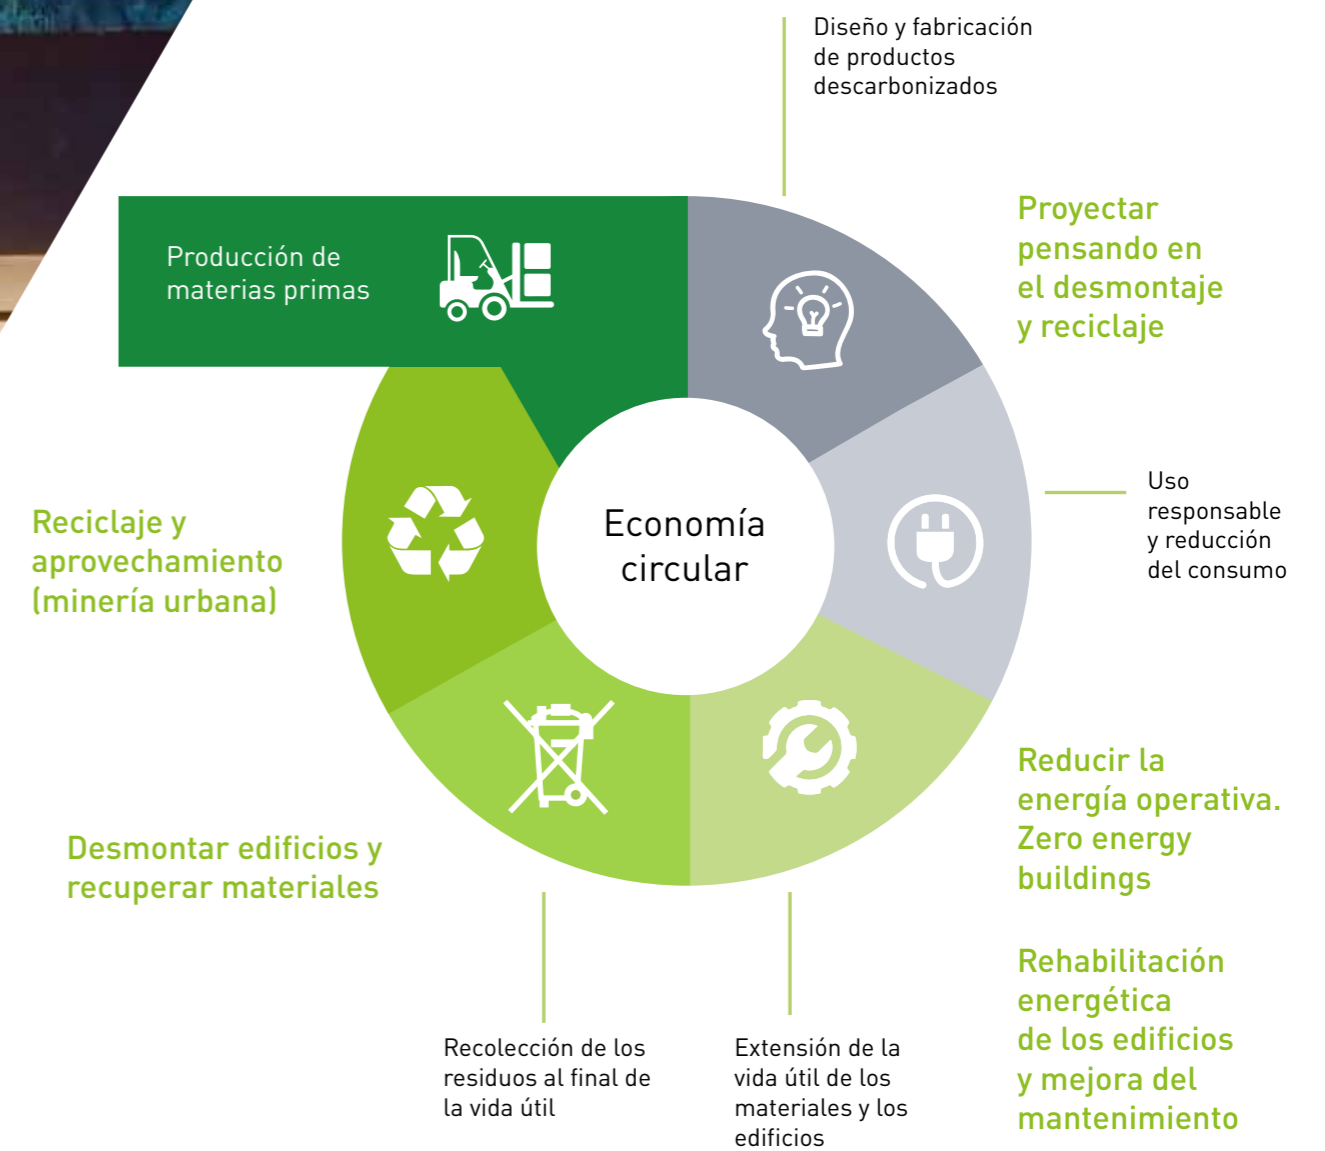 Diseño y fabricación
de productos
descarbonizados
Proyectar
pensando en
el desmontaje
y reciclaje
Producción de
materias primas
Uso
responsable
y reducción
del consumo
Economía
circular
Reciclaje y
aprovechamiento
(minería urbana)
Reducir la
energía operativa.
Zero energy
buildings
Desmontar edificios y
recuperar materiales
Rehabilitación
energética
de los edificios
y mejora del
mantenimiento
Recolección de los
residuos al final de
la vida útil
Extensión de la
vida útil de los
materiales y los
edificios